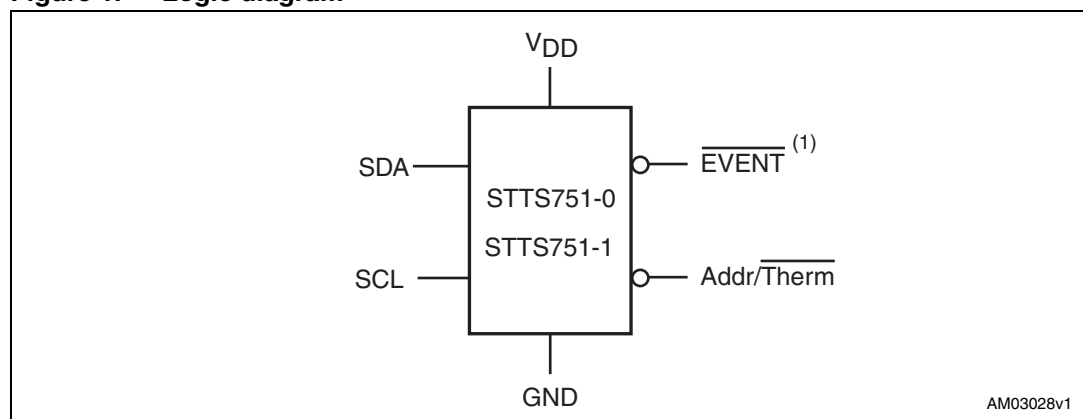 Figure 1. Logic diagram
VDD
SDA
EVENT (1)
STTS751-0
STTS751-1
SCL
Addr/Therm
GND
AM03028v1